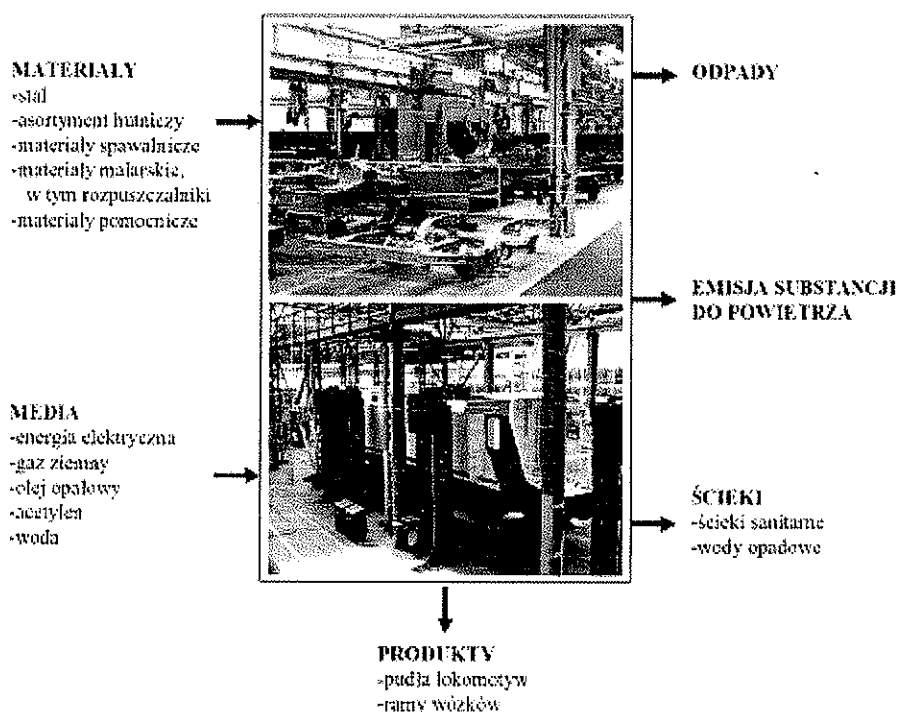 MATERIAŁY
-stal
-asortyment hutniczy
-materiały spawalnicze
-materiały malarskie,
w tym rozpuszczalniki
-materiały pomocnicze
ODPADY
EMISJA SUBSTANCJI
DO POWIETRZA
MEDIA
-energia elektryczna
-gaz ziemny
-olej opałowy
-acetylen
-woda
ŚCIEKI
-ścieki sanitarne
-wody opadowe
PRODUKTY
-pudła lokomotyw
-ramy wózków